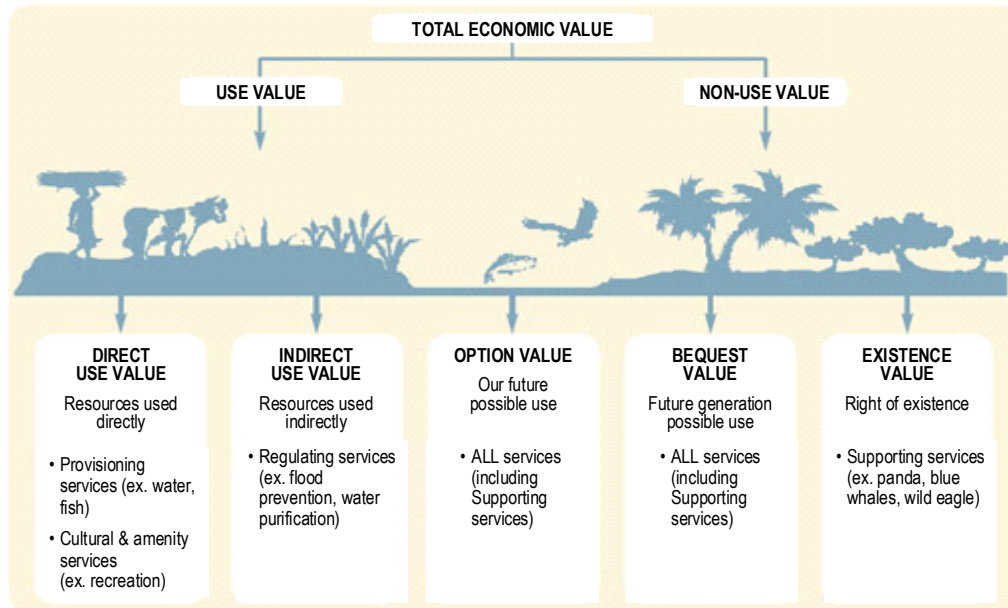 TOTAL ECONOMIC VALUE
USE VALUE
NON-USE VALUE
DIRECT
USE VALUE
Resources used
directly
• Provisioning
services (ex. water,
fish)
• Cultural & amenity
services
(ex. recreation)
INDIRECT
USE VALUE
Resources used
indirectly
• Regulating services
(ex. flood
prevention, water
purification)
OPTION VALUE
Our future
possible use
• ALL services
(including
Supporting
services)
BEQUEST
VALUE
Future generation
possible use
• ALL services
(including
Supporting
services)
EXISTENCE
VALUE
Right of existence
• Supporting services
(ex. panda, blue
whales, wild eagle)